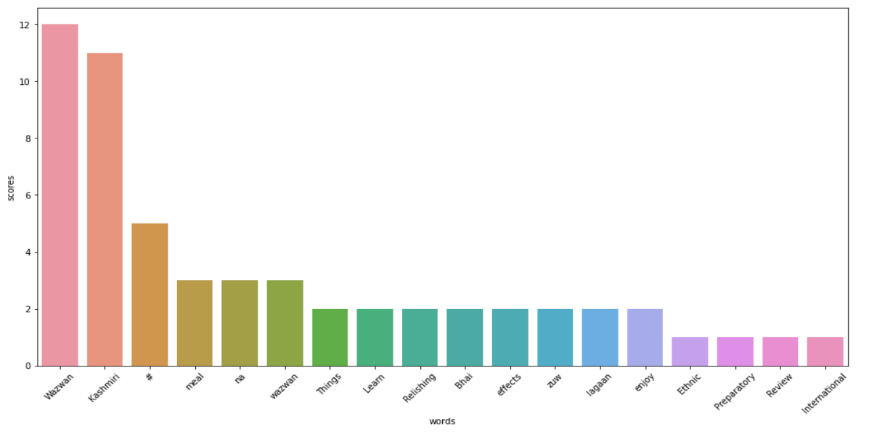 12
10
8
6
4
2
0
scores
Wazwan
Kashmiri
#
meal
na
wazwan
Things
Learn
Relishing
Bhai
effects
zuw
lagaan
enjoy
Ethnic
Preparatory
Review
International
words